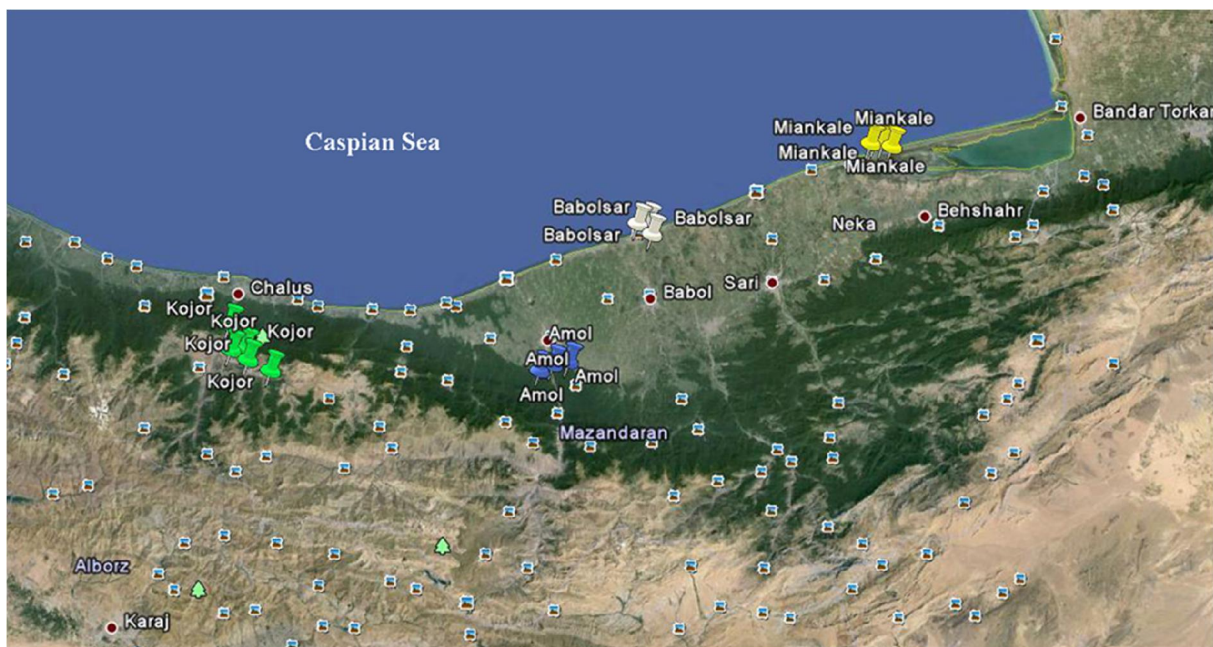 Caspian Sea
Miankale
Miankale
Miankale
Miankale
Bandar Torkar
Babolsar
Babolsar
Babolsar
Neka
Behshahr
Chalus
Kojor
Kojor
Kojor
Kojor
Kojor
Babol
Sari
Amol
Amol
Amol
Amol
Mazandaran
Alborz
Karaj